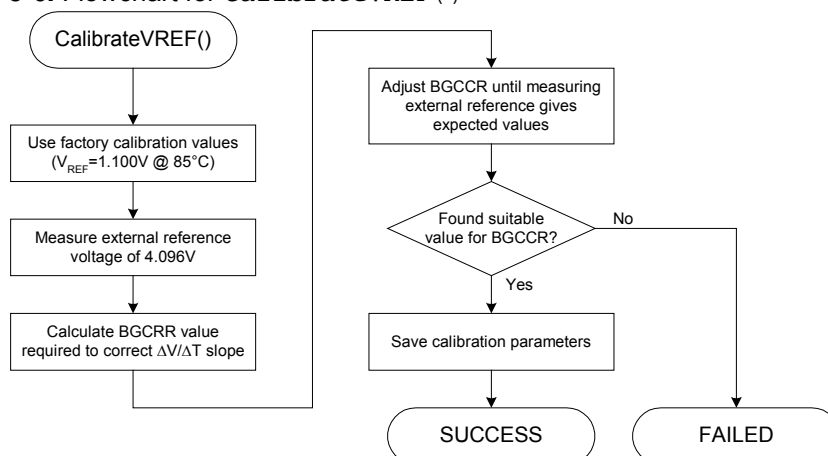 CalibrateVREF()
Use factory calibration values
(VREF=1.100V @ 85°C)
Measure external reference
voltage of 4.096V
Calculate BGCRR value
required to correct ΔV/ΔT slope
Adjust BGCCR until measuring
external reference gives
expected values
Found suitable
value for BGCCR?
No
Yes
Save calibration parameters
SUCCESS
FAILED